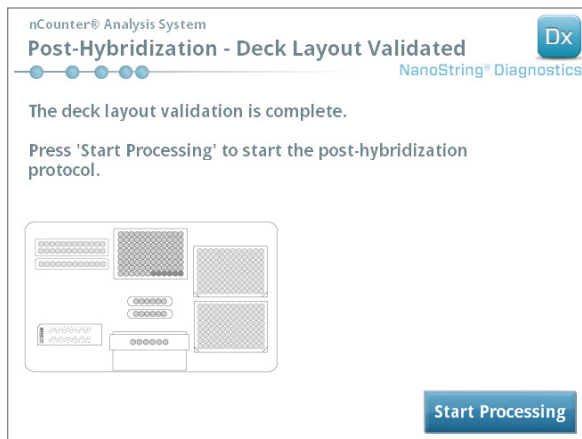 nCounter® Analysis System
Post-Hybridization - Deck Layout Validated
Dx
NanoString® Diagnostics
The deck layout validation is complete.
Press 'Start Processing' to start the post-hybridization
protocol.
Start Processing